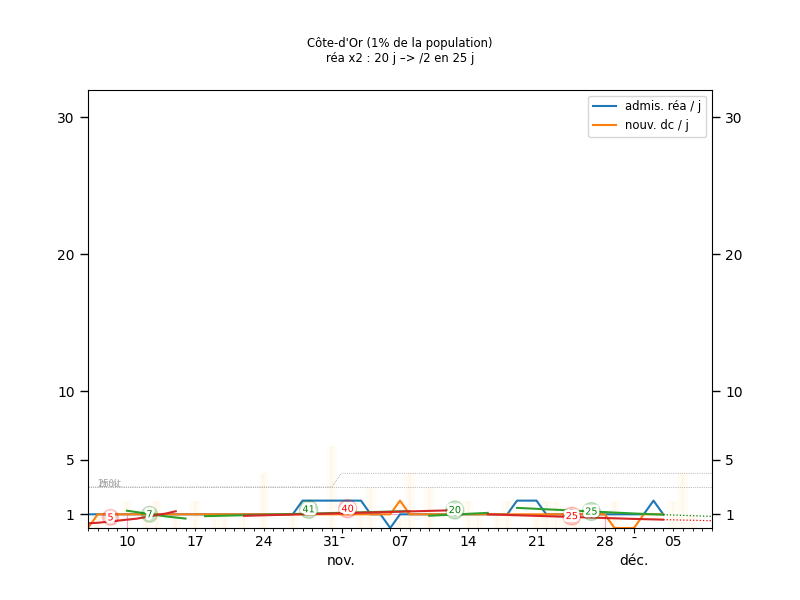 Côte-d'Or (1% de la population)
réa x2 : 20 j –> /2 en 25 j
admis. réa / j
nouv. dc / j
30 30
20 20
10 10
5 5
1 1
5 7 41 40 20 25 25
10 17 24 31 - 07 14 21 28 - 05
nov. déc.